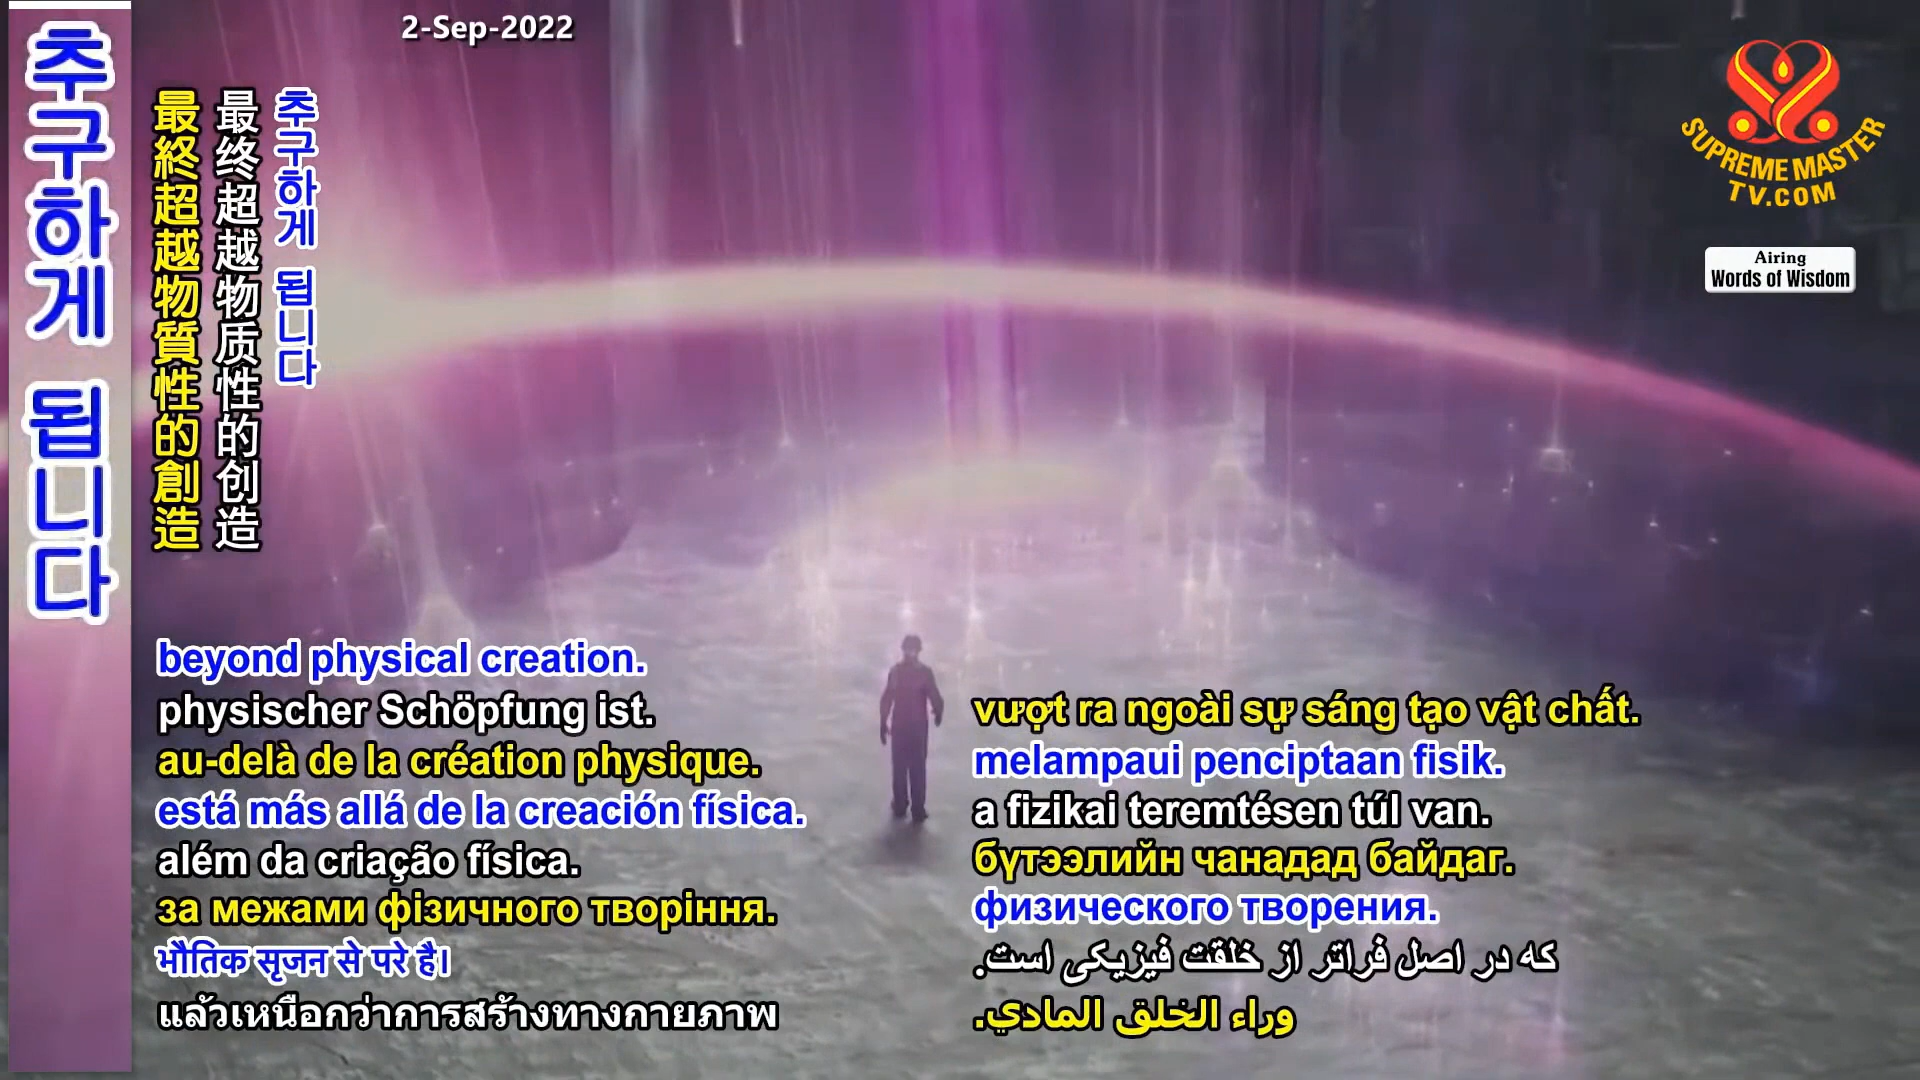 2-Sep-2022
추구하게 됩니다
最終超越物質性的創造
最终超越物质性的创造
추구하게 됩니다
SUPREME MASTER
TV.COM
Airing
Words of Wisdom
beyond physical creation.
physischer Schöpfung ist.
au-delà de la création physique.
está más allá de la creación física.
além da criação física.
за межами фізичного творіння.
भौतिक सृजन से परे है।
แล้วเหนือกว่าการสร้างทางกายภาพ
vượt ra ngoài sự sáng tạo vật chất.
melampaui penciptaan fisik.
a fizikai teremtésen túl van.
бүтээлийн чанадад байдаг.
физического творения.
که در اصل فراتر از خلقت فیزیکی است.
وراء الخلق المادي.